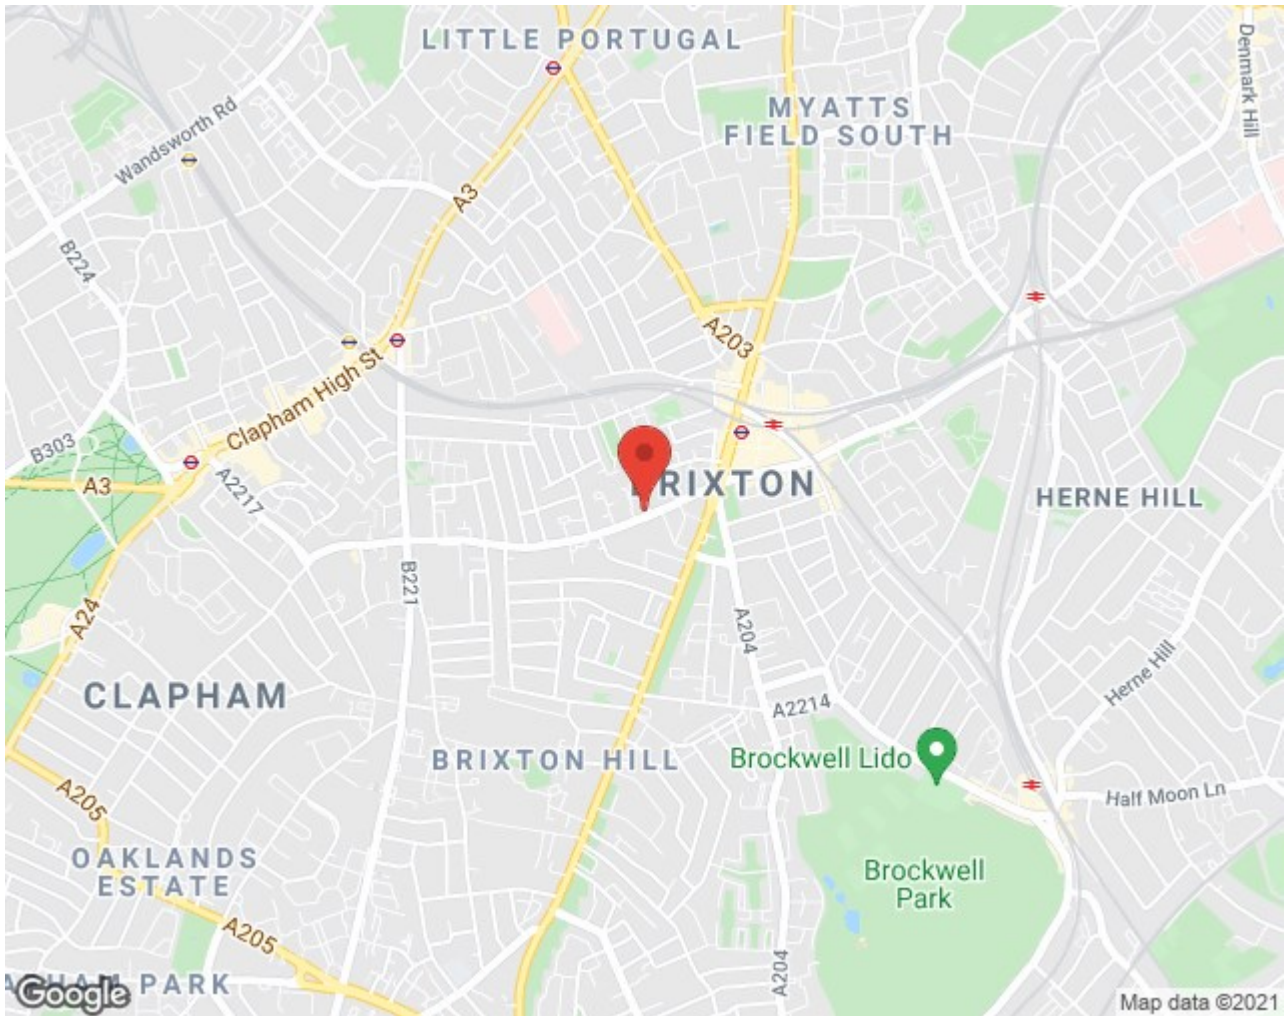 LITTLE PORTUGAL
Denmark Hill
MYATTS
FIELD SOUTH
Wandsworth Rd
A3
B224
A203
Clapham High St
B303
A3
A2217
BRIXTON
HERNE HILL
B221
A24
A204
Herne Hill
CLAPHAM
A2214
BRIXTON HILL
Brockwell Lido
Half Moon Ln
A205
OAKLANDS
ESTATE
Brockwell
Park
A205
A204
PARK
Google
Map data ©2021